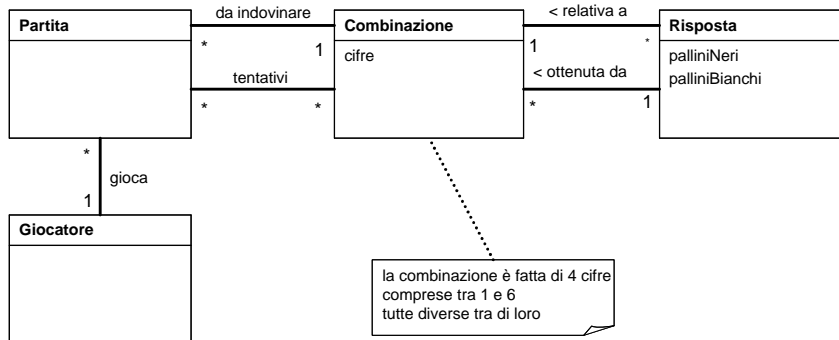 Partita
da indovinare
*
1
tentativi
*
*
Combinazione
cifre
< relativa a
1
*
< ottenuta da
*
1
Risposta
palliniNeri
palliniBianchi
*
gioca
1
Giocatore
la combinazione è fatta di 4 cifre
comprese tra 1 e 6
tutte diverse tra di loro